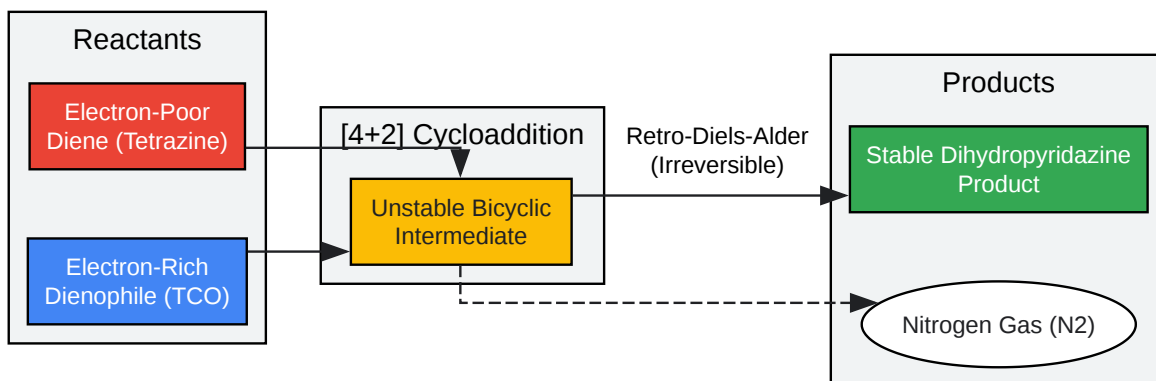 Reactants
Electron-Poor
Diene (Tetrazine)
Electron-Rich
Dienophile (TCO)
[4+2] Cycloaddition
Unstable Bicyclic
Intermediate
Retro-Diels-Alder
(Irreversible)
Products
Stable Dihydropyridazine
Product
Nitrogen Gas (N2)